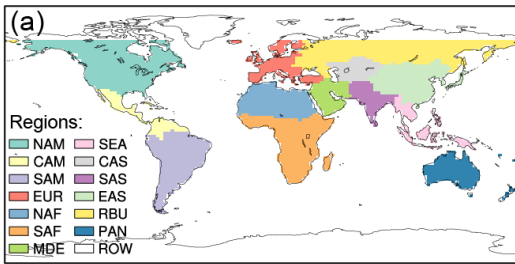 (a)
Regions:
NAM SEA
CAM CAS
SAM SAS
EUR EAS
NAF RBU
SAF PAN
MDE ROW